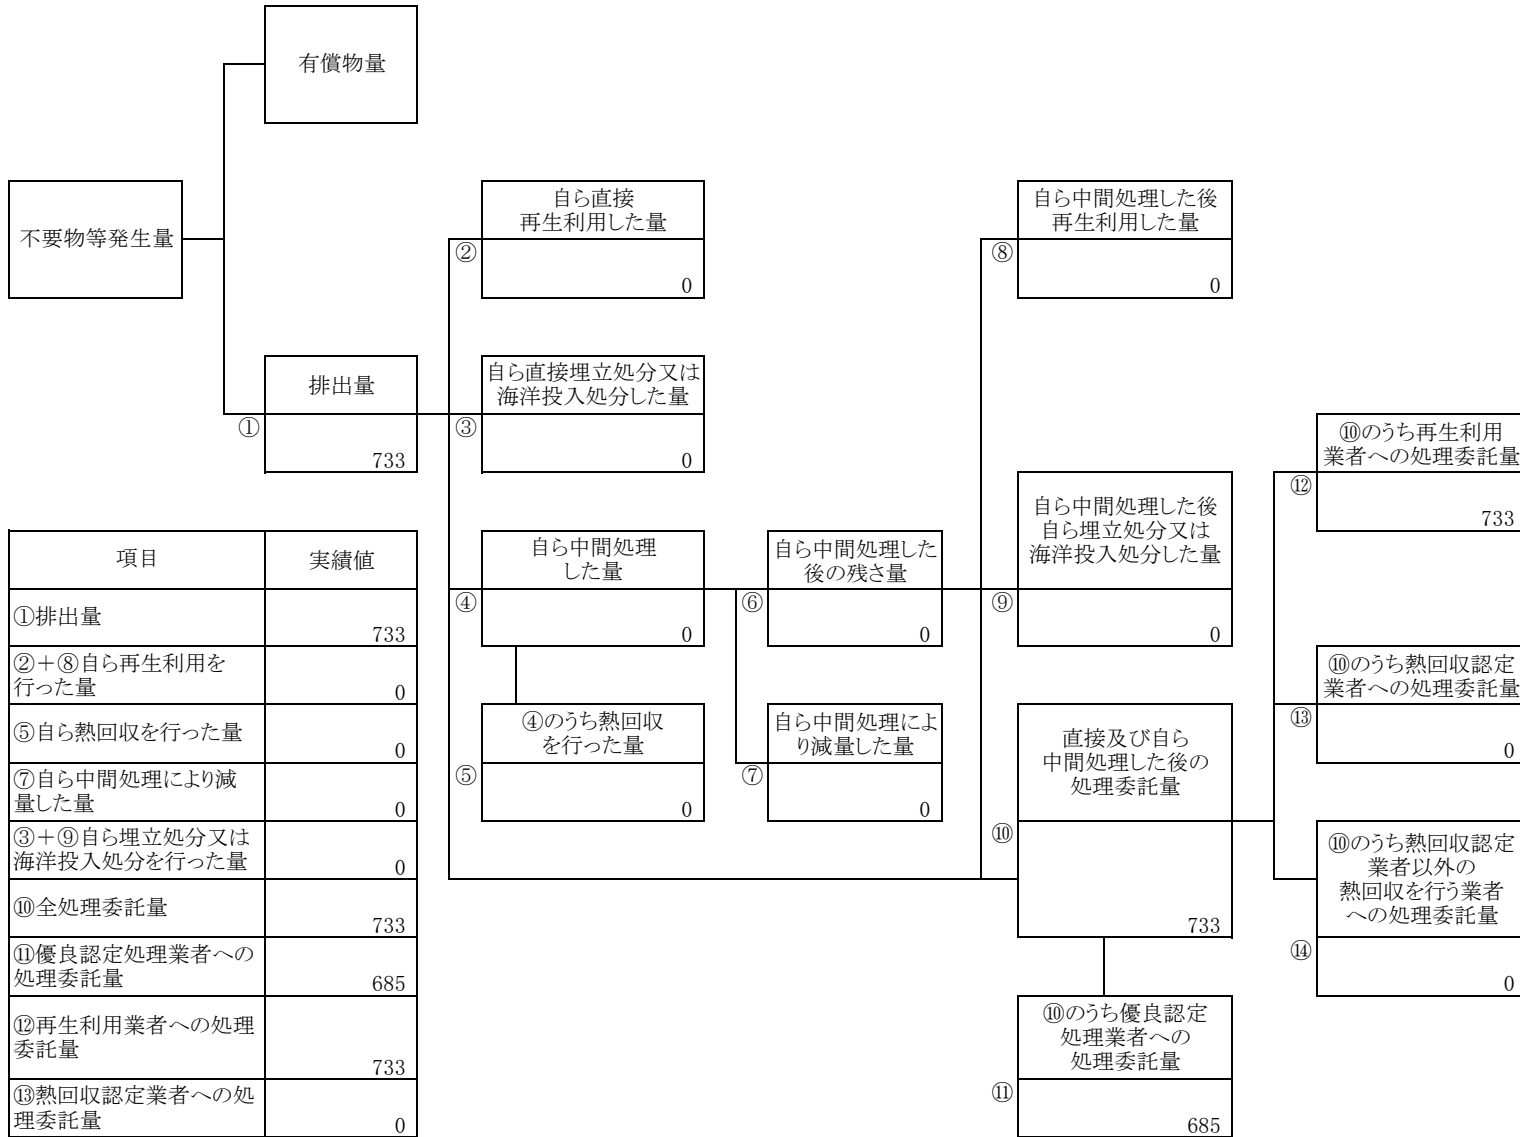 有償物量
不要物等発生量
自ら直接
再生利用した量
②
0
自ら中間処理した後
再生利用した量
⑧
0
排出量
①
733
自ら直接埋立処分又は
海洋投入処分した量
③
0
⑩のうち再生利用
業者への処理委託量
⑫
733
自ら中間処理
した量
④
0
自ら中間処理した
後の残さ量
⑥
0
自ら中間処理した後
自ら埋立処分又は
海洋投入処分した量
⑨
0
④のうち熱回収
を行った量
⑤
0
自ら中間処理によ
り減量した量
⑦
0
直接及び自ら
中間処理した後の
処理委託量
⑩
733
⑩のうち熱回収認定
業者への処理委託量
⑬
0
⑩のうち熱回収認定
業者以外の
熱回収を行う業者
への処理委託量
⑭
0
⑩のうち優良認定
処理業者への
処理委託量
⑪
685
項目 実績値
①排出量 733
②＋⑧自ら再生利用を
行った量 0
⑤自ら熱回収を行った量 0
⑦自ら中間処理により減
量した量 0
③＋⑨自ら埋立処分又は
海洋投入処分を行った量 0
⑩全処理委託量 733
⑪優良認定処理業者への
処理委託量 685
⑫再生利用業者への処理
委託量 733
⑬熱回収認定業者への処
理委託量 0